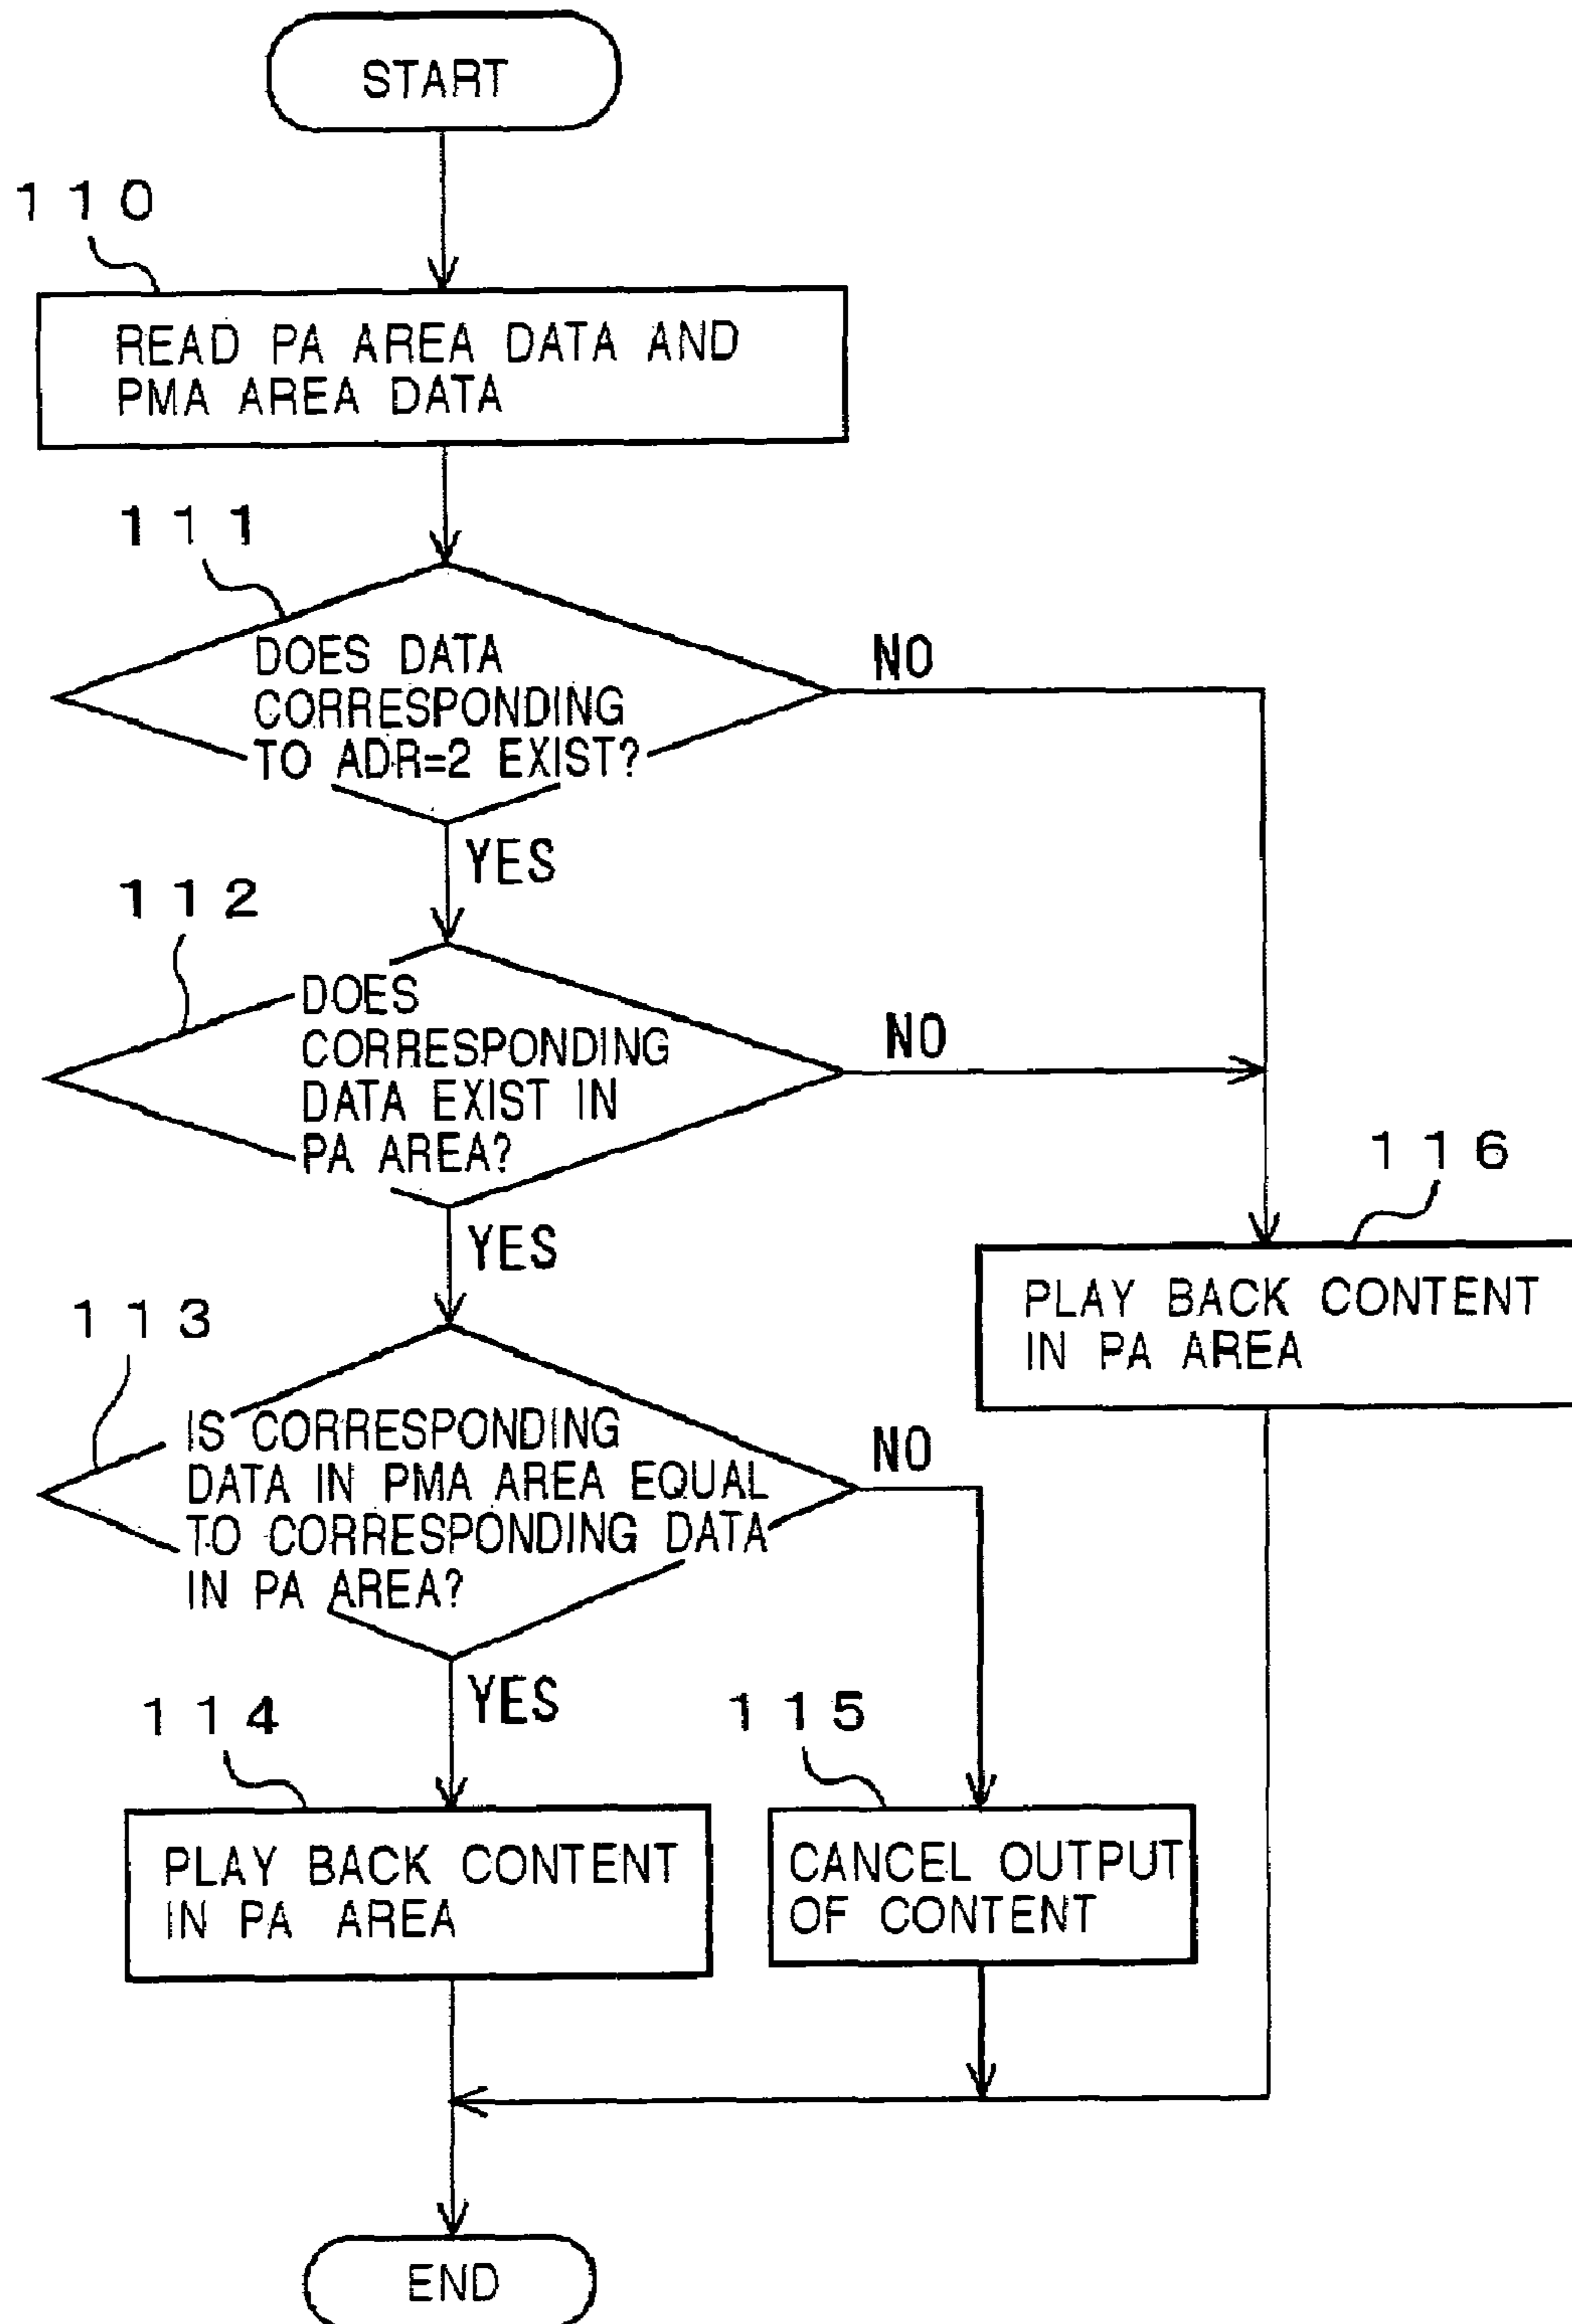 START
110
READ PA AREA DATA AND
PMA AREA DATA
111
DOES DATA
CORRESPONDING
TO ADR=2 EXIST?
NO
YES
112
DOES
CORRESPONDING
DATA EXIST IN
PA AREA?
NO
YES
116
PLAY BACK CONTENT
IN PA AREA
113
IS CORRESPONDING
DATA IN PMA AREA EQUAL
TO CORRESPONDING DATA
IN PA AREA?
NO
YES
114
PLAY BACK CONTENT
IN PA AREA
115
CANCEL OUTPUT
OF CONTENT
END